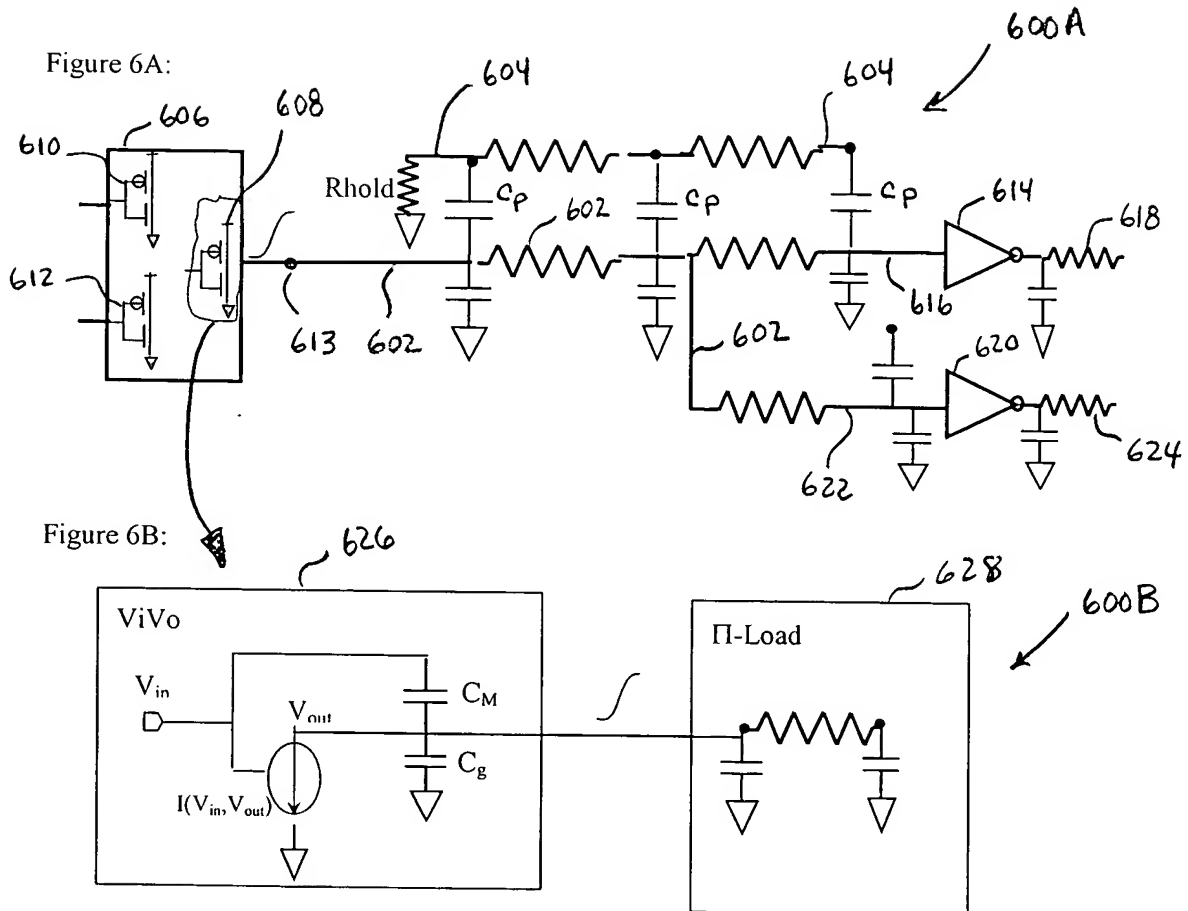 600A
Figure 6A:
604
604
608
606
610
614
Rhold
Cp
602
Cp
Cp
618
612
613
602
602
616
620
622
624
Figure 6B:
626
628
600B
ViVo
Π-Load
Vin
Vout
CM
Cg
I(Vin,Vout)